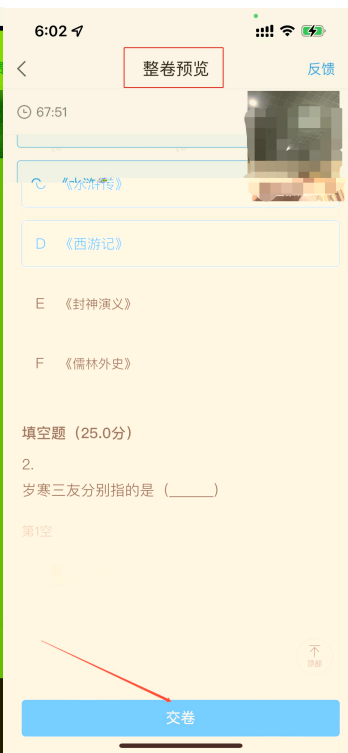 6:02
整卷预览
反馈
67:51
C 《水浒传》
D 《西游记》
E 《封神演义》
F 《儒林外史》
填空题（25.0分）
2.
岁寒三友分别指的是（______）
第1空
顶部
交卷